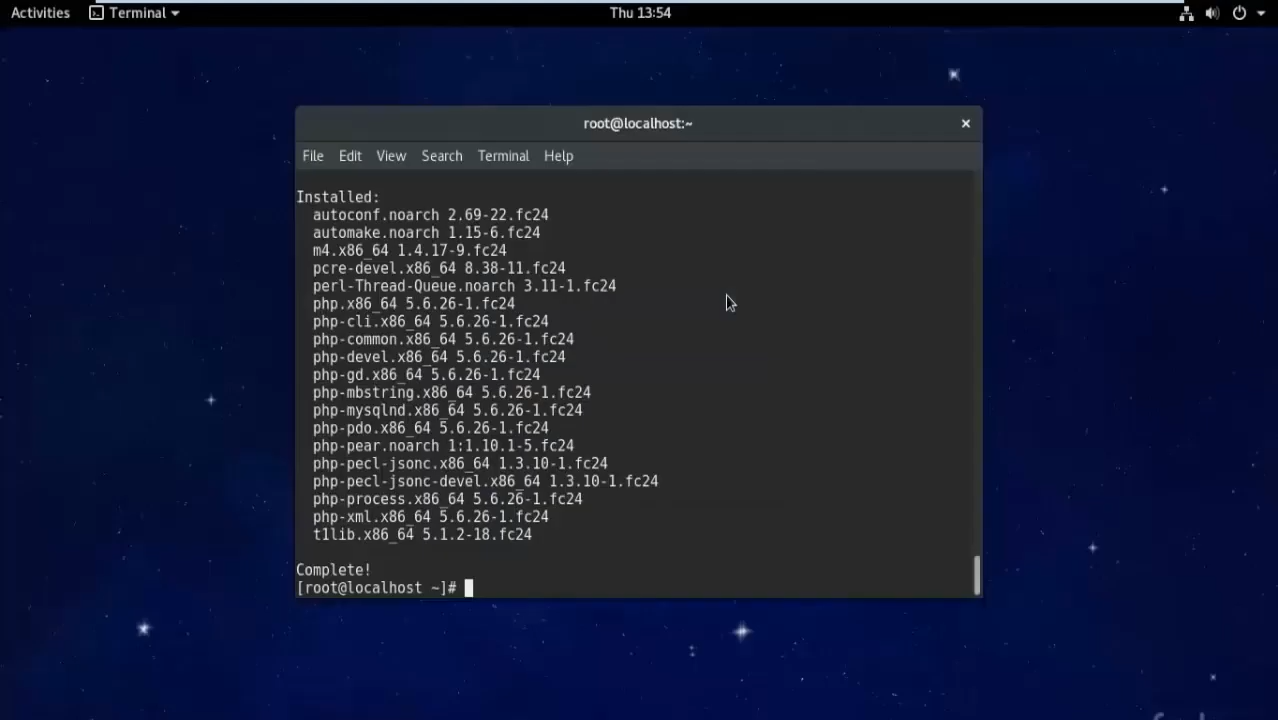 Activities Terminal Thu 13:54
root@localhost:~
File Edit View Search Terminal Help
Installed:
autoconf.noarch 2.69-22.fc24
automake.noarch 1.15-6.fc24
m4.x86_64 1.4.17-9.fc24
pcre-devel.x86_64 8.38-11.fc24
perl-Thread-Queue.noarch 3.11-1.fc24
php.x86_64 5.6.26-1.fc24
php-cli.x86_64 5.6.26-1.fc24
php-common.x86_64 5.6.26-1.fc24
php-devel.x86_64 5.6.26-1.fc24
php-gd.x86_64 5.6.26-1.fc24
php-mbstring.x86_64 5.6.26-1.fc24
php-mysqlnd.x86_64 5.6.26-1.fc24
php-pdo.x86_64 5.6.26-1.fc24
php-pear.noarch 1:1.10.1-5.fc24
php-pecl-jsonc.x86_64 1.3.10-1.fc24
php-pecl-jsonc-devel.x86_64 1.3.10-1.fc24
php-process.x86_64 5.6.26-1.fc24
php-xml.x86_64 5.6.26-1.fc24
t1lib.x86_64 5.1.2-18.fc24
Complete!
[root@localhost ~]#